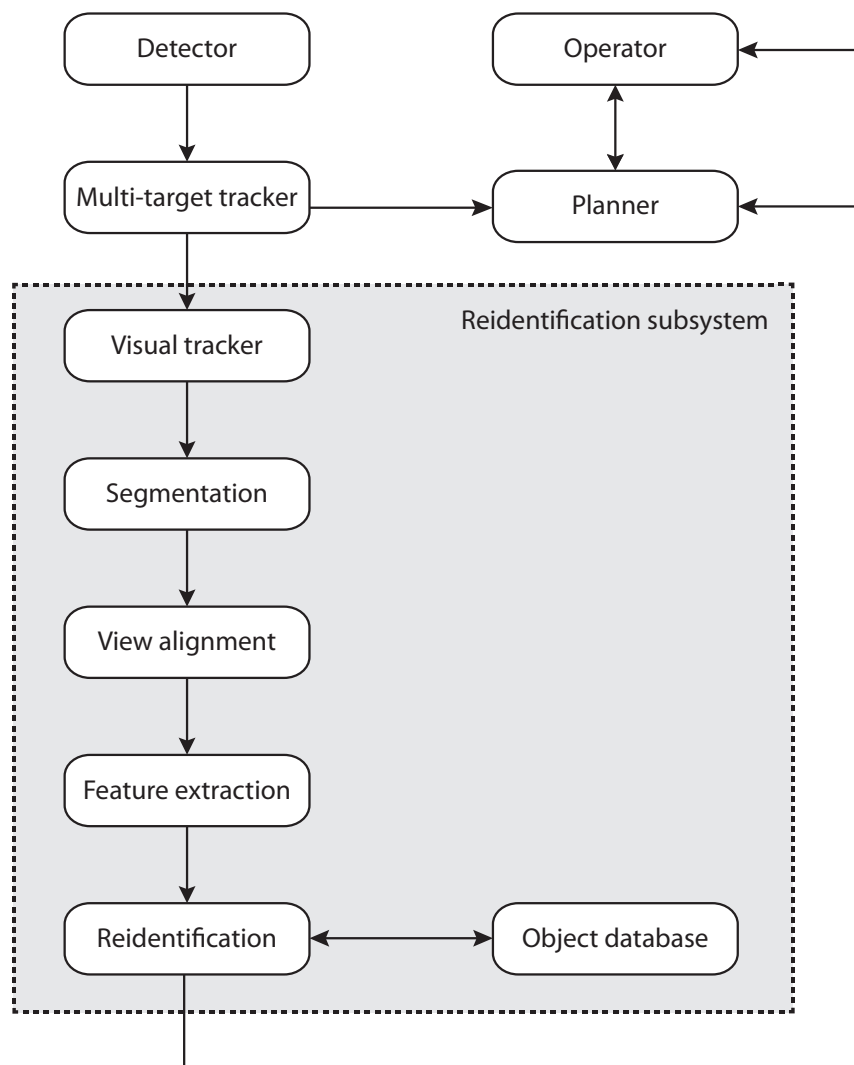 Detector
Operator
Multi-target tracker
Planner
Reidentification subsystem
Visual tracker
Segmentation
View alignment
Feature extraction
Reidentification
Object database